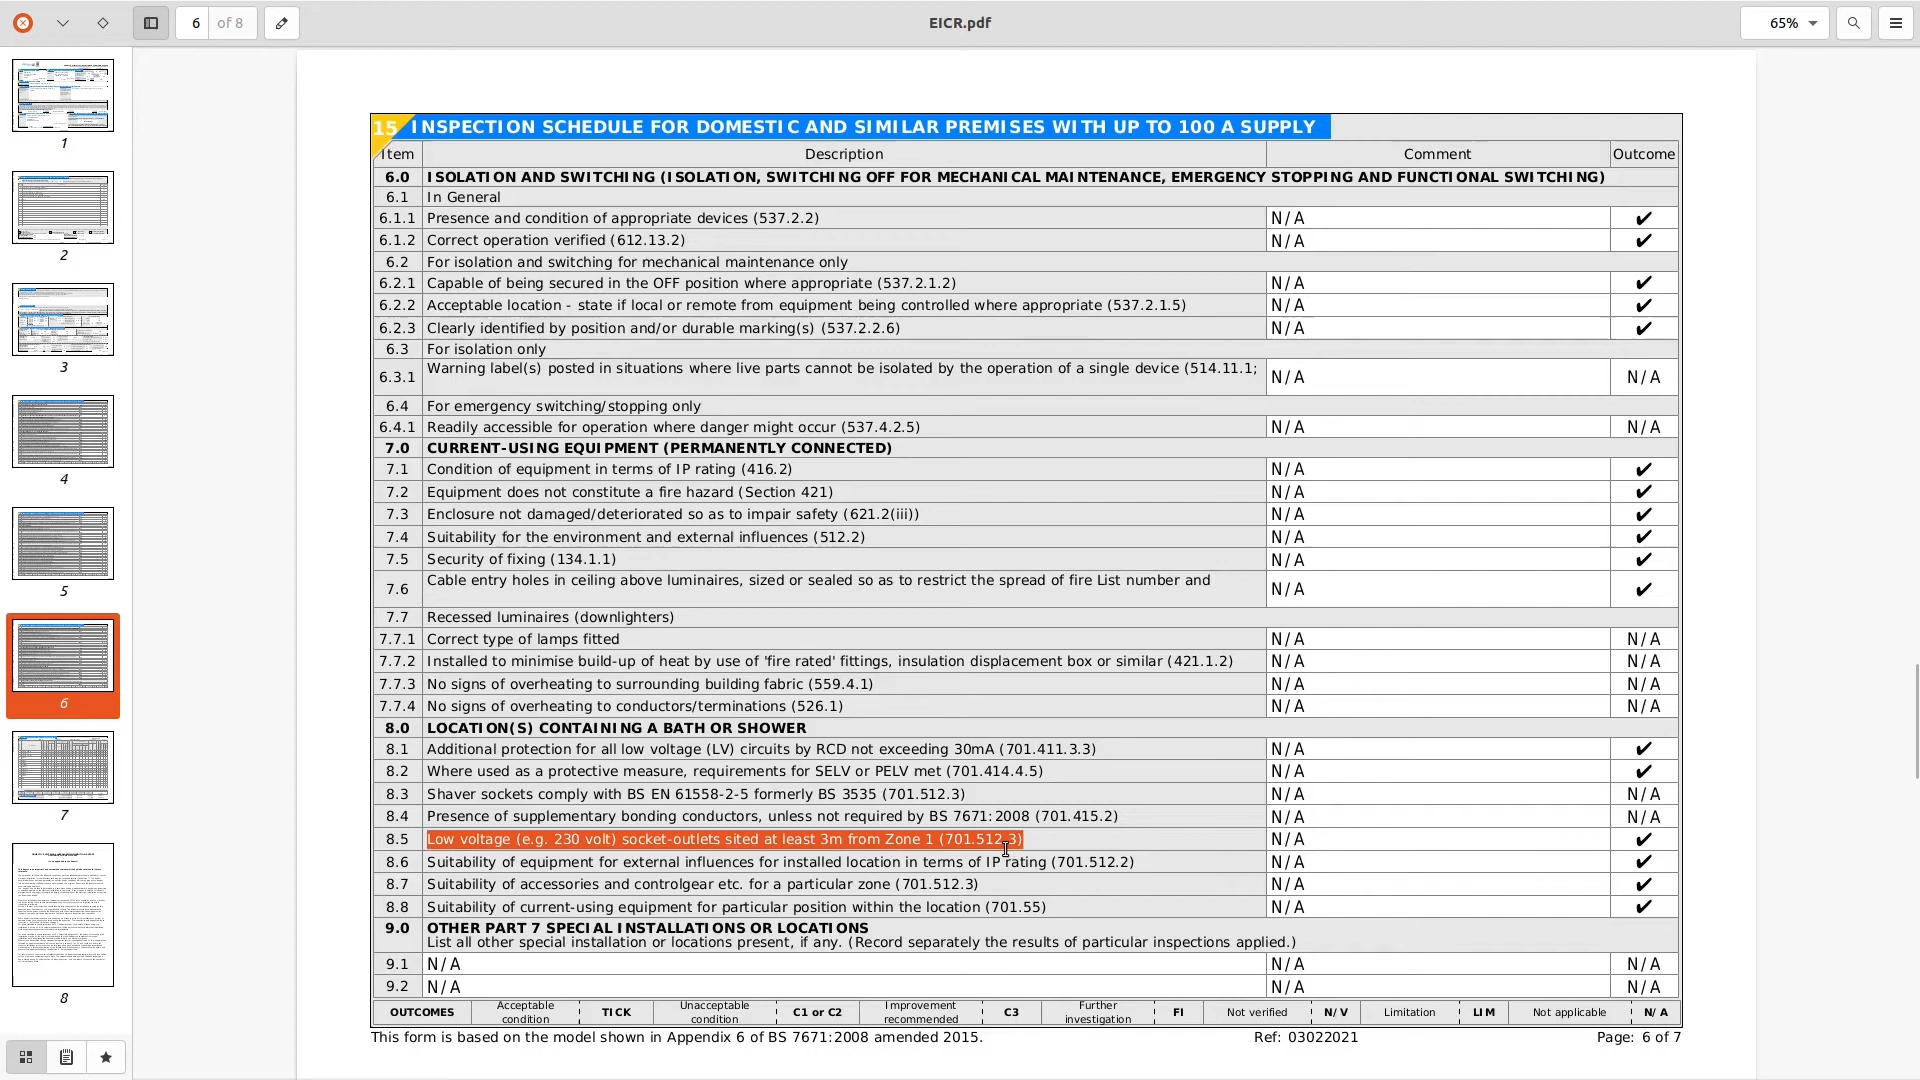 6 of 8
EICR.pdf
65%
1
2
3
4
5
6
7
8
15 INSPECTION SCHEDULE FOR DOMESTIC AND SIMILAR PREMISES WITH UP TO 100 A SUPPLY
Item Description Comment Outcome
6.0 ISOLATION AND SWITCHING (ISOLATION, SWITCHING OFF FOR MECHANICAL MAINTENANCE, EMERGENCY STOPPING AND FUNCTIONAL SWITCHING)
6.1 In General
6.1.1 Presence and condition of appropriate devices (537.2.2) N/A ✔
6.1.2 Correct operation verified (612.13.2) N/A ✔
6.2 For isolation and switching for mechanical maintenance only
6.2.1 Capable of being secured in the OFF position where appropriate (537.2.1.2) N/A ✔
6.2.2 Acceptable location - state if local or remote from equipment being controlled where appropriate (537.2.1.5) N/A ✔
6.2.3 Clearly identified by position and/or durable marking(s) (537.2.2.6) N/A ✔
6.3 For isolation only
6.3.1 Warning label(s) posted in situations where live parts cannot be isolated by the operation of a single device (514.11.1; N/A N/A
6.4 For emergency switching/stopping only
6.4.1 Readily accessible for operation where danger might occur (537.4.2.5) N/A N/A
7.0 CURRENT-USING EQUIPMENT (PERMANENTLY CONNECTED)
7.1 Condition of equipment in terms of IP rating (416.2) N/A ✔
7.2 Equipment does not constitute a fire hazard (Section 421) N/A ✔
7.3 Enclosure not damaged/deteriorated so as to impair safety (621.2(iii)) N/A ✔
7.4 Suitability for the environment and external influences (512.2) N/A ✔
7.5 Security of fixing (134.1.1) N/A ✔
7.6 Cable entry holes in ceiling above luminaires, sized or sealed so as to restrict the spread of fire List number and N/A ✔
7.7 Recessed luminaires (downlighters)
7.7.1 Correct type of lamps fitted N/A N/A
7.7.2 Installed to minimise build-up of heat by use of 'fire rated' fittings, insulation displacement box or similar (421.1.2) N/A N/A
7.7.3 No signs of overheating to surrounding building fabric (559.4.1) N/A N/A
7.7.4 No signs of overheating to conductors/terminations (526.1) N/A N/A
8.0 LOCATION(S) CONTAINING A BATH OR SHOWER
8.1 Additional protection for all low voltage (LV) circuits by RCD not exceeding 30mA (701.411.3.3) N/A ✔
8.2 Where used as a protective measure, requirements for SELV or PELV met (701.414.4.5) N/A ✔
8.3 Shaver sockets comply with BS EN 61558-2-5 formerly BS 3535 (701.512.3) N/A N/A
8.4 Presence of supplementary bonding conductors, unless not required by BS 7671:2008 (701.415.2) N/A N/A
8.5 Low voltage (e.g. 230 volt) socket-outlets sited at least 3m from Zone 1 (701.512.3) N/A ✔
8.6 Suitability of equipment for external influences for installed location in terms of IP rating (701.512.2) N/A ✔
8.7 Suitability of accessories and controlgear etc. for a particular zone (701.512.3) N/A ✔
8.8 Suitability of current-using equipment for particular position within the location (701.55) N/A ✔
9.0 OTHER PART 7 SPECIAL INSTALLATIONS OR LOCATIONS
List all other special installation or locations present, if any. (Record separately the results of particular inspections applied.)
9.1 N/A N/A N/A
9.2 N/A N/A N/A
OUTCOMES Acceptable condition TICK Unacceptable condition C1 or C2 Improvement recommended C3 Further investigation FI Not verified N/V Limitation LIM Not applicable N/A
This form is based on the model shown in Appendix 6 of BS 7671:2008 amended 2015. Ref: 03022021 Page: 6 of 7